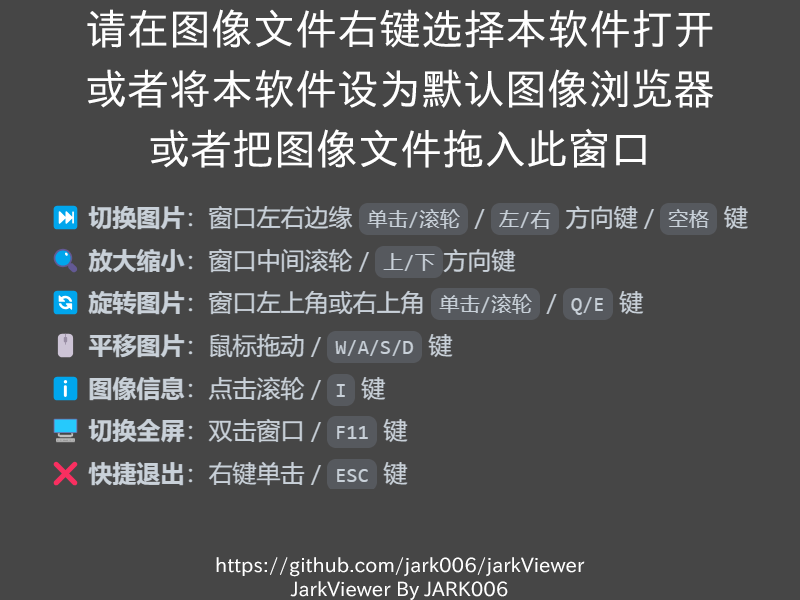 请在图像文件右键选择本软件打开
或者将本软件设为默认图像浏览器
或者把图像文件拖入此窗口
切换图片：窗口左右边缘 单击/滚轮 / 左/右 方向键 / 空格 键
放大缩小：窗口中间滚轮 / 上/下 方向键
旋转图片：窗口左上角或右上角 单击/滚轮 / Q/E 键
平移图片：鼠标拖动 / W/A/S/D 键
图像信息：点击滚轮 / I 键
切换全屏：双击窗口 / F11 键
快捷退出：右键单击 / ESC 键
https://github.com/jark006/jarkViewer
JarkViewer By JARK006